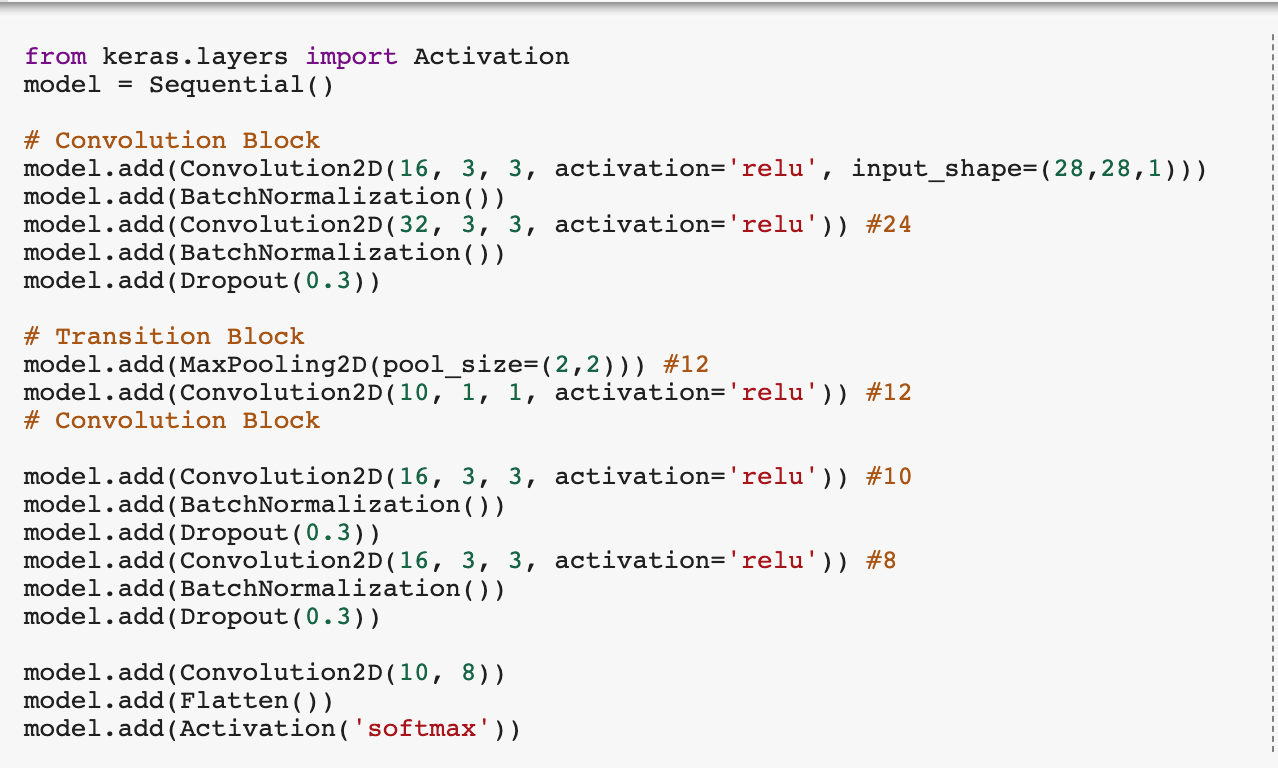 from keras.layers import Activation
model = Sequential()
# Convolution Block
model.add(Convolution2D(16, 3, 3, activation='relu', input_shape=(28,28,1)))
model.add(BatchNormalization())
model.add(Convolution2D(32, 3, 3, activation='relu')) #24
model.add(BatchNormalization())
model.add(Dropout(0.3))
# Transition Block
model.add(MaxPooling2D(pool_size=(2,2))) #12
model.add(Convolution2D(10, 1, 1, activation='relu')) #12
# Convolution Block
model.add(Convolution2D(16, 3, 3, activation='relu')) #10
model.add(BatchNormalization())
model.add(Dropout(0.3))
model.add(Convolution2D(16, 3, 3, activation='relu')) #8
model.add(BatchNormalization())
model.add(Dropout(0.3))
model.add(Convolution2D(10, 8))
model.add(Flatten())
model.add(Activation('softmax'))